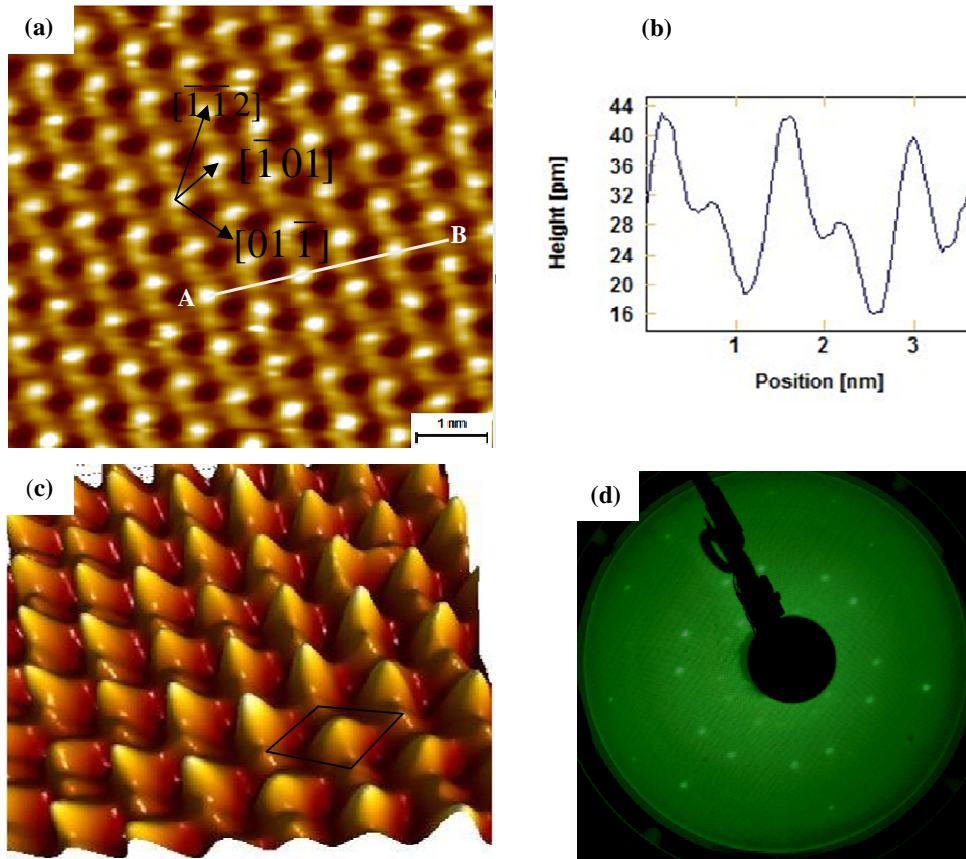 (a)
[1̅1̅2]
[1̅01]
[011̅]
A
B
1 nm
(b)
Height [pm]
44
40
36
32
28
24
20
16
1
2
3
Position [nm]
(c)
(d)